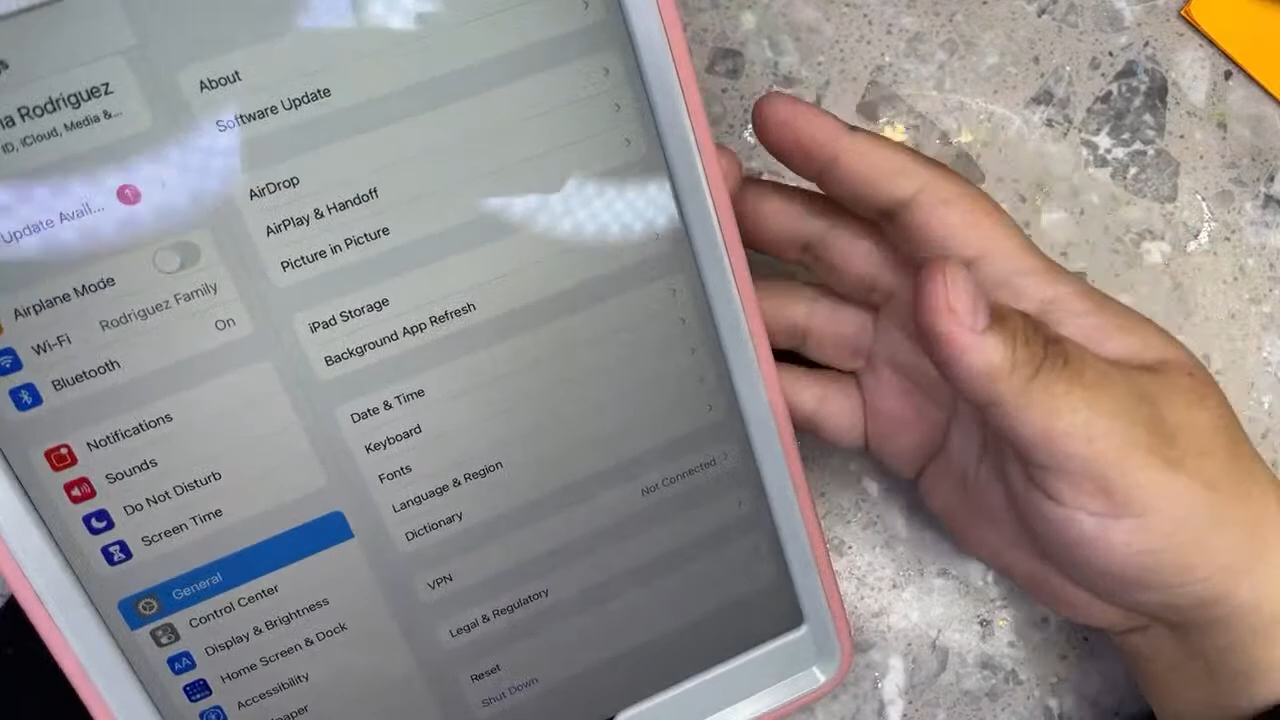 Rodriguez
ID, iCloud, Media &...
Update Avail...
1
Airplane Mode
Wi-Fi
Rodriguez Family
Bluetooth
On
Notifications
Sounds
Do Not Disturb
Screen Time
General
Control Center
Display & Brightness
Home Screen & Dock
Accessibility
About
Software Update
AirDrop
AirPlay & Handoff
Picture in Picture
iPad Storage
Background App Refresh
Date & Time
Keyboard
Fonts
Language & Region
Dictionary
VPN
Not Connected
Legal & Regulatory
Reset
Shut Down